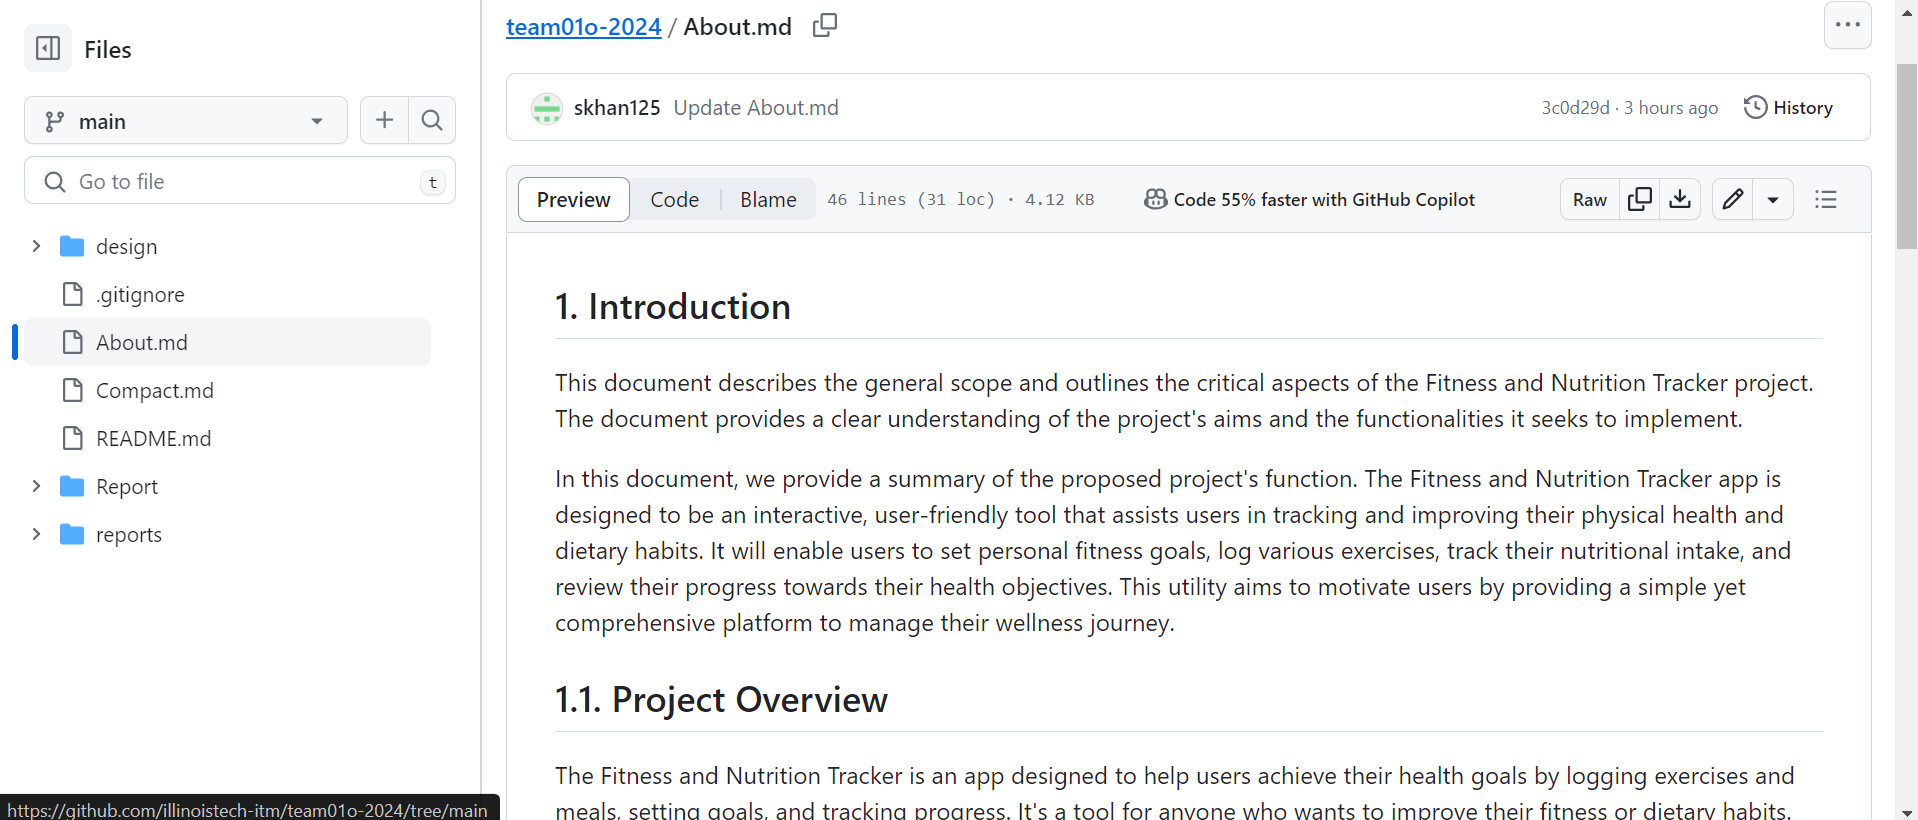 Files
main
Go to file
t
design
.gitignore
About.md
Compact.md
README.md
Report
reports
https://github.com/illinoistech-itm/team01o-2024/tree/main
team01o-2024 / About.md
skhan125 Update About.md
3c0d29d · 3 hours ago
History
Preview
Code
Blame
46 lines (31 loc) · 4.12 KB
Code 55% faster with GitHub Copilot
Raw
1. Introduction
This document describes the general scope and outlines the critical aspects of the Fitness and Nutrition Tracker project.
The document provides a clear understanding of the project's aims and the functionalities it seeks to implement.
In this document, we provide a summary of the proposed project's function. The Fitness and Nutrition Tracker app is
designed to be an interactive, user-friendly tool that assists users in tracking and improving their physical health and
dietary habits. It will enable users to set personal fitness goals, log various exercises, track their nutritional intake, and
review their progress towards their health objectives. This utility aims to motivate users by providing a simple yet
comprehensive platform to manage their wellness journey.
1.1. Project Overview
The Fitness and Nutrition Tracker is an app designed to help users achieve their health goals by logging exercises and
meals, setting goals, and tracking progress. It's a tool for anyone who wants to improve their fitness or dietary habits.